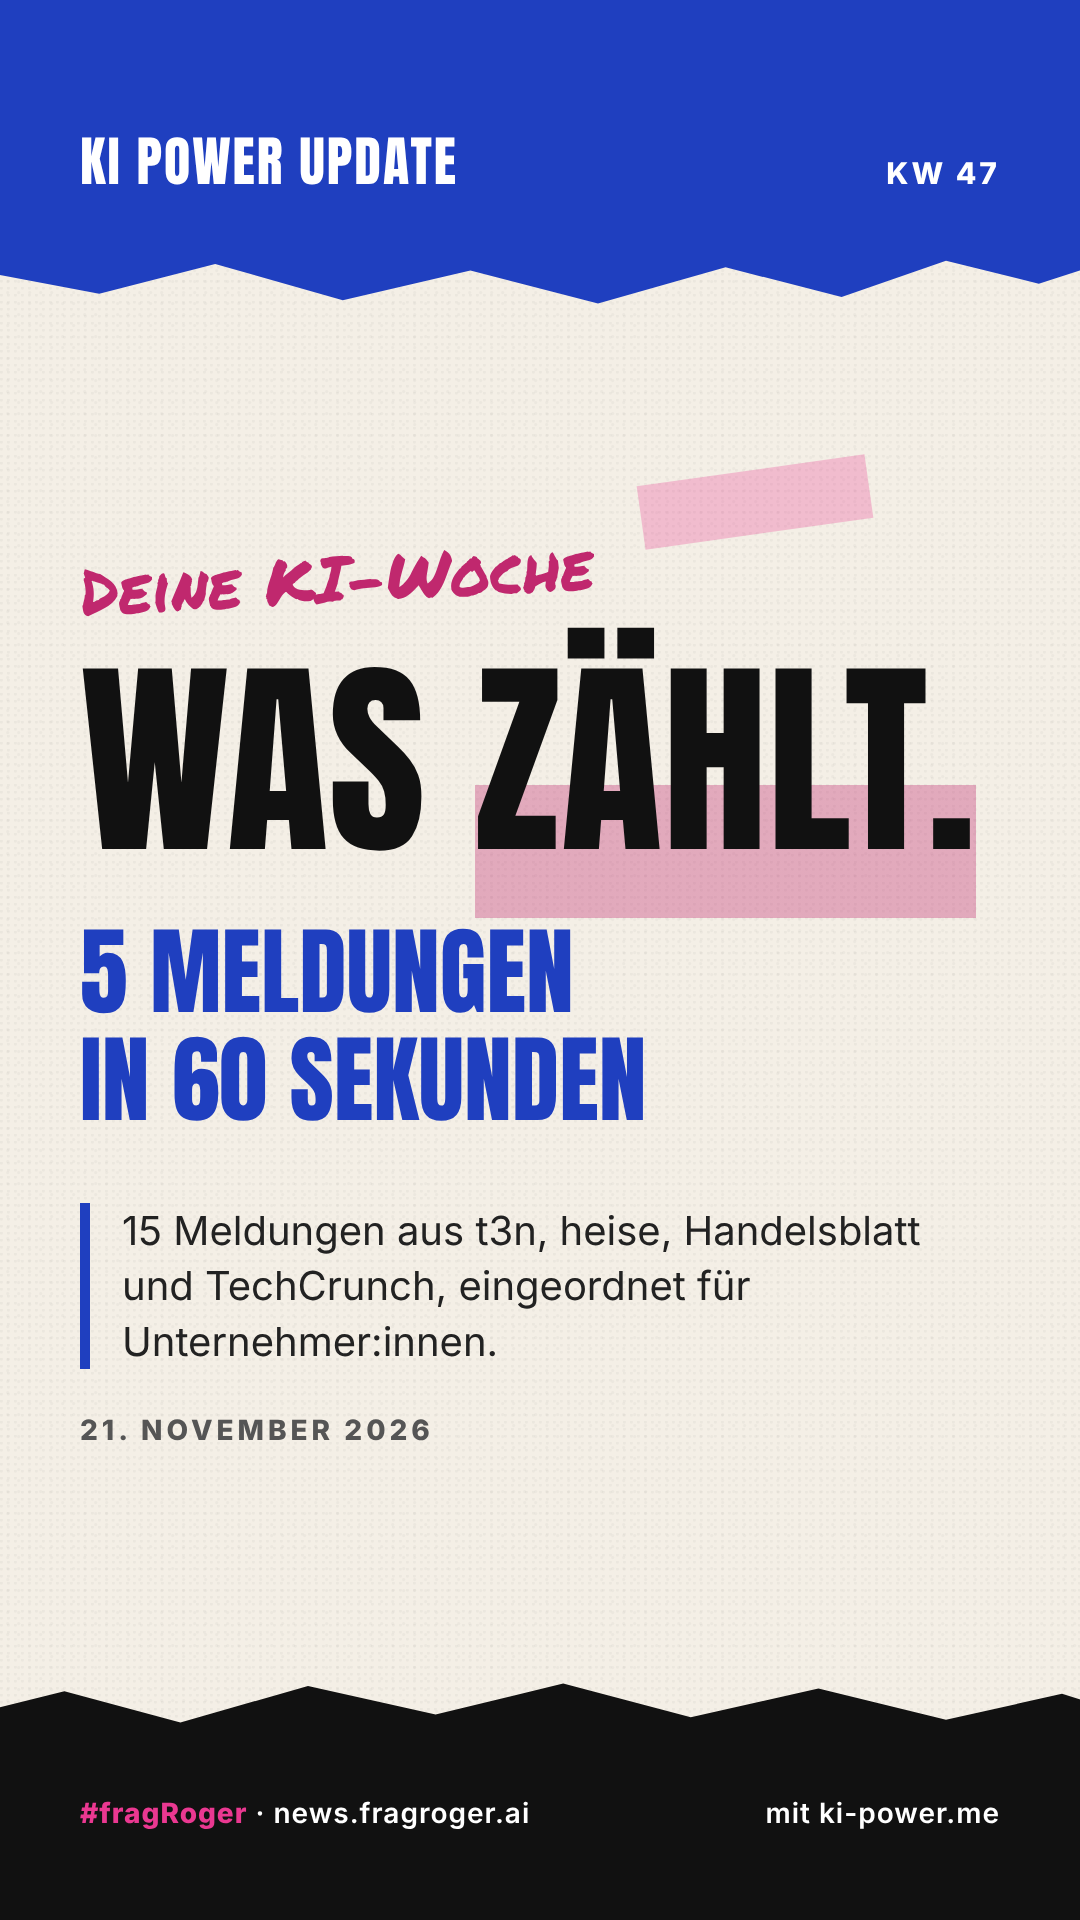 KI POWER UPDATE
KW 47
DEINE KI-WOCHE
WAS ZÄHLT.
5 MELDUNGEN
IN 60 SEKUNDEN
15 Meldungen aus t3n, heise, Handelsblatt
und TechCrunch, eingeordnet für
Unternehmer:innen.
21. NOVEMBER 2026
#fragRoger · news.fragroger.ai
mit ki-power.me